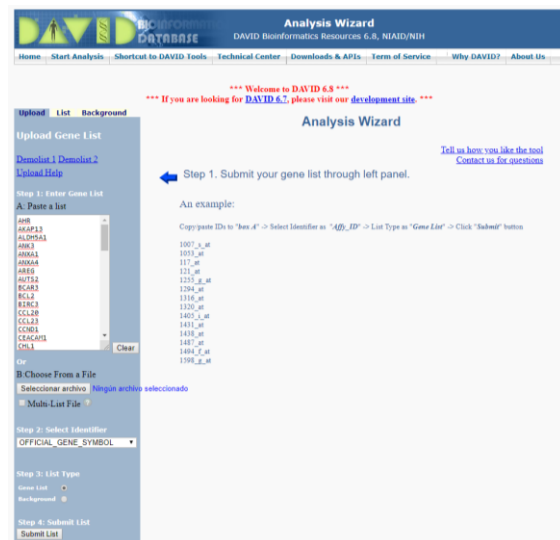 DAVID BIOINFORMATICS DATABASE
Analysis Wizard
DAVID Bioinformatics Resources 6.8, NIAID/NIH
Home Start Analysis Shortcut to DAVID Tools Technical Center Downloads & APIs Term of Service Why DAVID? About Us
*** Welcome to DAVID 6.8 ***
*** If you are looking for DAVID 6.7, please visit our development site. ***
Upload List Background
Analysis Wizard
Upload Gene List
Tell us how you like the tool
Contact us for questions
Demolist 1 Demolist 2
Upload Help
Step 1. Submit your gene list through left panel.
Step 1: Enter Gene List
A: Paste a list
AHR
AKAP13
ALDH5A1
ANK3
ANXA1
ANXA4
AREG
AUTS2
BCAR3
BCL2
BIRC3
CCL20
CCL23
CCND1
CEACAM1
CHL1
Clear
An example:
Copy/paste IDs to "box A" -> Select Identifier as "Affy_ID" -> List Type as "Gene List" -> Click "Submit" button
1007_s_at
1053_at
117_at
121_at
1255_g_at
1294_at
1316_at
1320_at
1405_i_at
1431_at
1438_at
1487_at
1494_f_at
1598_g_at
Or
B:Choose From a File
Seleccionar archivo Ningún archivo seleccionado
Multi-List File ?
Step 2: Select Identifier
OFFICIAL_GENE_SYMBOL
Step 3: List Type
Gene List
Background
Step 4: Submit List
Submit List